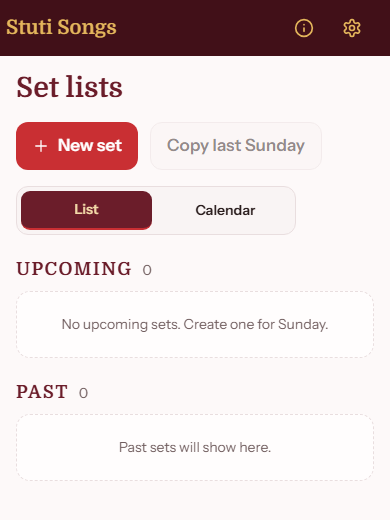 Stuti Songs
Set lists
New set
Copy last Sunday
List
Calendar
UPCOMING 0
No upcoming sets. Create one for Sunday.
PAST 0
Past sets will show here.